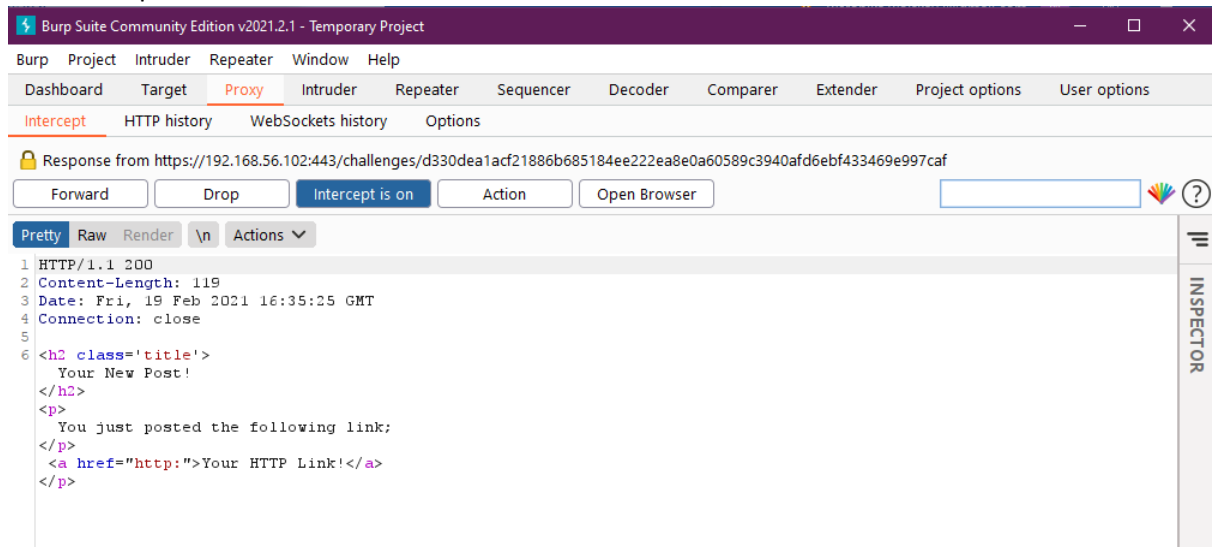 Burp Suite Community Edition v2021.2.1 - Temporary Project
Burp Project Intruder Repeater Window Help
Dashboard Target Proxy Intruder Repeater Sequencer Decoder Comparer Extender Project options User options
Intercept HTTP history WebSockets history Options
Response from https://192.168.56.102:443/challenges/d330dea1acf21886b685184ee222ea8e0a60589c3940afd6ebf433469e997caf
Forward Drop Intercept is on Action Open Browser ?
Pretty Raw Render \n Actions
1 HTTP/1.1 200
2 Content-Length: 119
3 Date: Fri, 19 Feb 2021 16:35:25 GMT
4 Connection: close
5
6 <h2 class='title'>
Your New Post!
</h2>
<p>
You just posted the following link;
</p>
<a href="http:">Your HTTP Link!</a>
</p>
INSPECTOR